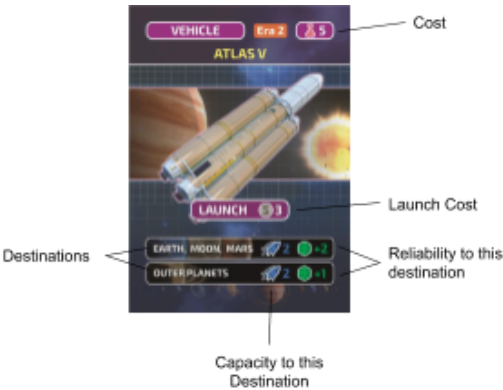 VEHICLE Era 2 5
Cost
ATLAS V
LAUNCH 3
Launch Cost
Destinations
EARTH, MOON, MARS 2 +2
OUTER PLANETS 2 +1
Reliability to this
destination
Capacity to this
Destination